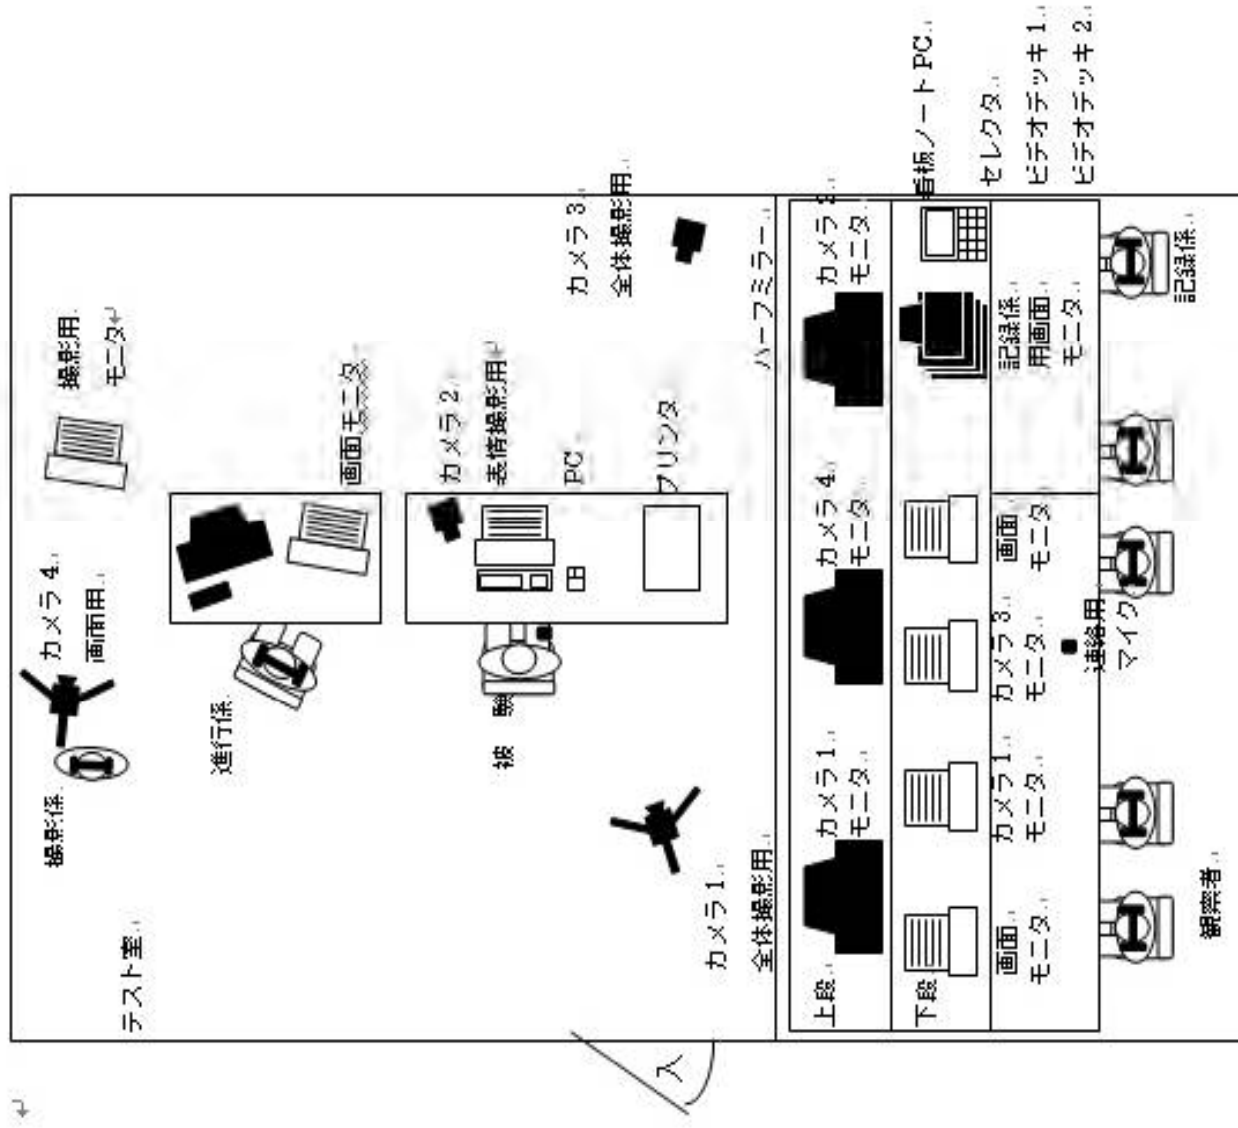 撮影用
モニタ
カメラ 4
画面用
撮影係
テスト室
進行係
画面モニタ
カメラ 2
表情撮影用
PC
プリンタ
被 験
カメラ 3
全体撮影用
カメラ 1
全体撮影用
ハーフミラー
入
上段
カメラ 1
モニタ
カメラ 4
モニタ
カメラ
モニタ
下段
画面
モニタ
カメラ 1
モニタ
カメラ 3
モニタ
画面
モニタ
記録係
用画面
モニタ
看板ノート PC
セレクタ
ビデオデッキ 1
ビデオデッキ 2
連絡用
マイク
記録係
観察者